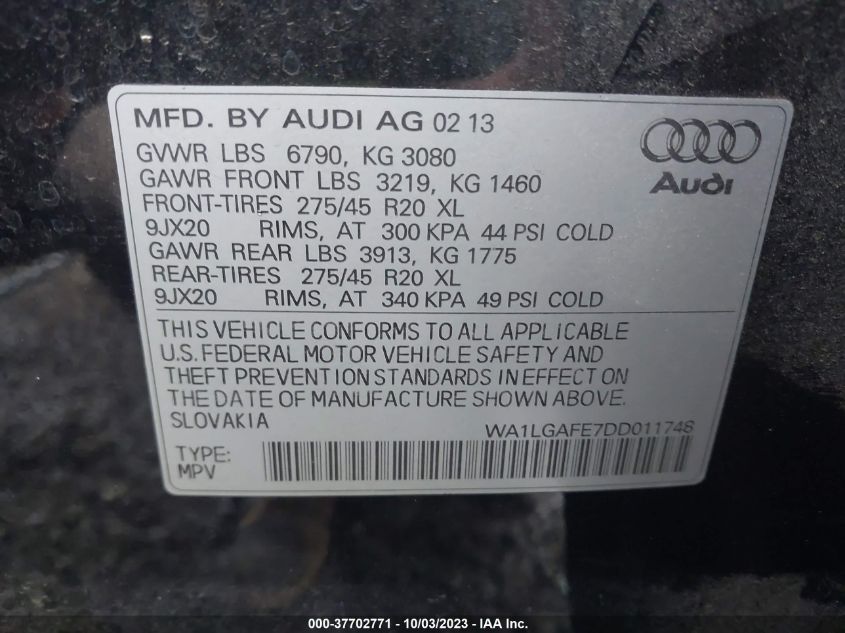 MFD. BY AUDI AG 02 13
GVWR LBS 6790, KG 3080
GAWR FRONT LBS 3219, KG 1460
FRONT-TIRES 275/45 R20 XL
9JX20 RIMS, AT 300 KPA 44 PSI COLD
GAWR REAR LBS 3913, KG 1775
REAR-TIRES 275/45 R20 XL
9JX20 RIMS, AT 340 KPA 49 PSI COLD
Audi
THIS VEHICLE CONFORMS TO ALL APPLICABLE
U.S. FEDERAL MOTOR VEHICLE SAFETY AND
THEFT PREVENTION STANDARDS IN EFFECT ON
THE DATE OF MANUFACTURE SHOWN ABOVE.
SLOVAKIA
WA1LGAFE7DD011748
TYPE:
MPV
000-37702771 - 10/03/2023 - IAA Inc.